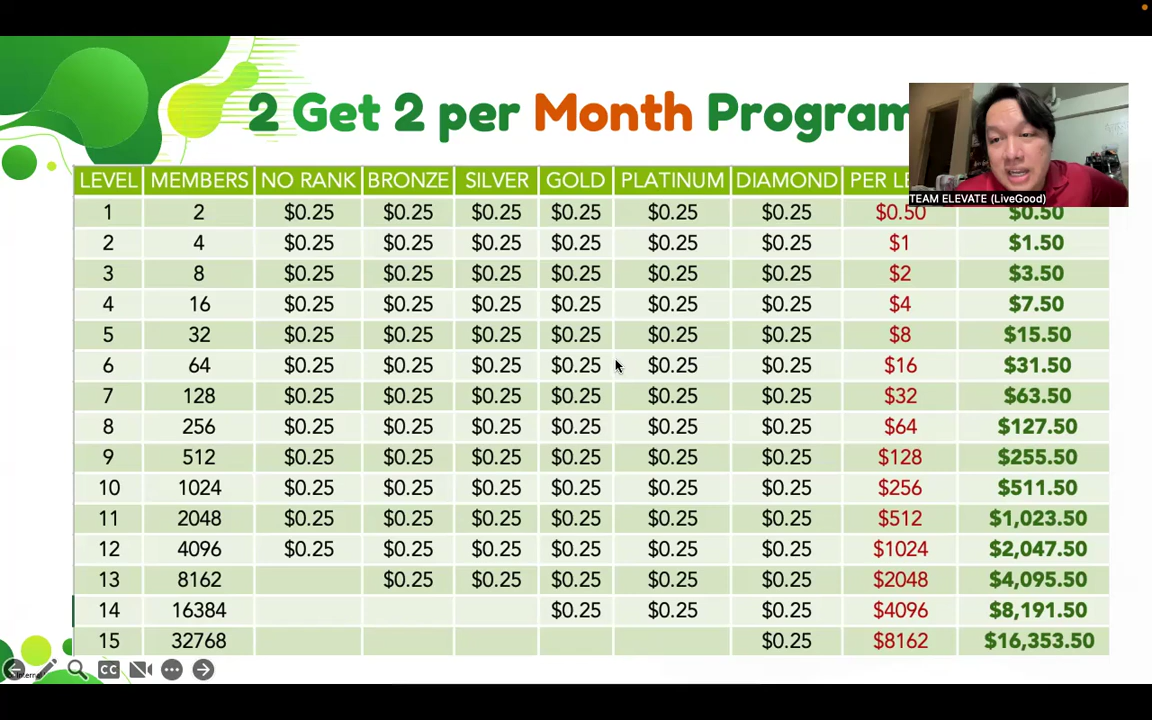 2 Get 2 per Month Program
LEVEL MEMBERS NO RANK BRONZE SILVER GOLD PLATINUM DIAMOND PER
TEAM ELEVATE (LiveGood)
1 2 $0.25 $0.25 $0.25 $0.25 $0.25 $0.25 $0.50 $0.50
2 4 $0.25 $0.25 $0.25 $0.25 $0.25 $0.25 $1 $1.50
3 8 $0.25 $0.25 $0.25 $0.25 $0.25 $0.25 $2 $3.50
4 16 $0.25 $0.25 $0.25 $0.25 $0.25 $0.25 $4 $7.50
5 32 $0.25 $0.25 $0.25 $0.25 $0.25 $0.25 $8 $15.50
6 64 $0.25 $0.25 $0.25 $0.25 $0.25 $0.25 $16 $31.50
7 128 $0.25 $0.25 $0.25 $0.25 $0.25 $0.25 $32 $63.50
8 256 $0.25 $0.25 $0.25 $0.25 $0.25 $0.25 $64 $127.50
9 512 $0.25 $0.25 $0.25 $0.25 $0.25 $0.25 $128 $255.50
10 1024 $0.25 $0.25 $0.25 $0.25 $0.25 $0.25 $256 $511.50
11 2048 $0.25 $0.25 $0.25 $0.25 $0.25 $0.25 $512 $1,023.50
12 4096 $0.25 $0.25 $0.25 $0.25 $0.25 $0.25 $1024 $2,047.50
13 8162 $0.25 $0.25 $0.25 $0.25 $0.25 $2048 $4,095.50
14 16384 $0.25 $0.25 $0.25 $4096 $8,191.50
15 32768 $0.25 $8162 $16,353.50
CC